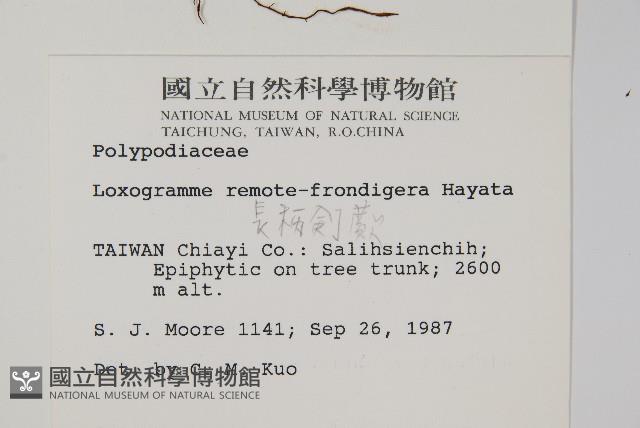 國立自然科學博物館
NATIONAL MUSEUM OF NATURAL SCIENCE
TAICHUNG, TAIWAN, R.O.CHINA
Polypodiaceae
Loxogramme remote-frondigera Hayata
長柄劍蕨
TAIWAN Chiayi Co.: Salihsienchih;
Epiphytic on tree trunk; 2600
m alt.
S. J. Moore 1141; Sep 26, 1987
Det. by C. M. Kuo
國立自然科學博物館
NATIONAL MUSEUM OF NATURAL SCIENCE